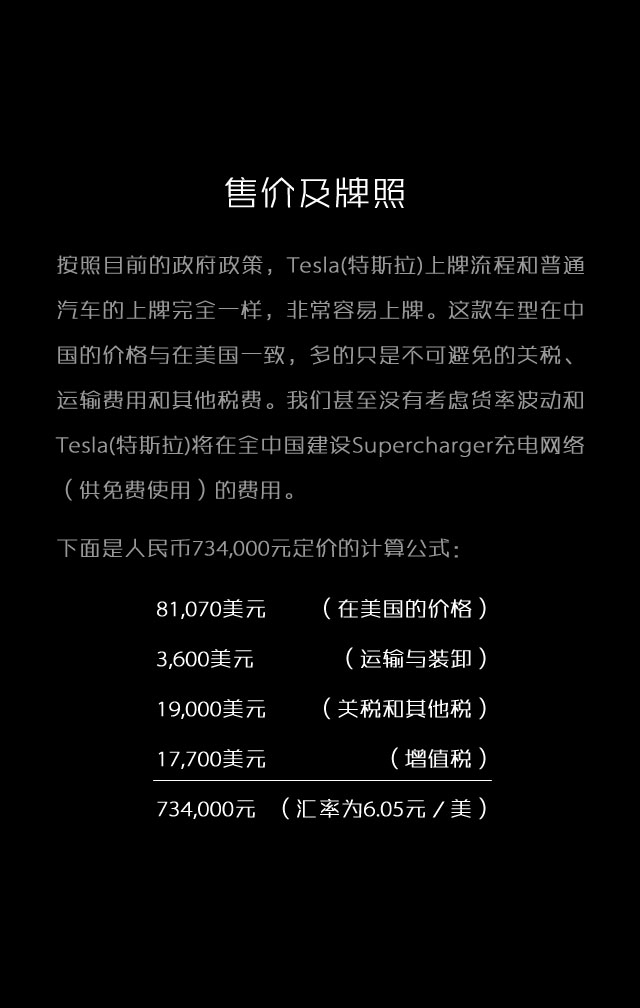 售价及牌照
按照目前的政府政策，Tesla(特斯拉)上牌流程和普通
汽车的上牌完全一样，非常容易上牌。这款车型在中
国的价格与在美国一致，多的只是不可避免的关税、
运输费用和其他税费。我们甚至没有考虑货率波动和
Tesla(特斯拉)将在全中国建设Supercharger充电网络
（供免费使用）的费用。
下面是人民币734,000元定价的计算公式：
81,070美元 （在美国的价格）
3,600美元 （运输与装卸）
19,000美元 （关税和其他税）
17,700美元 （增值税）
734,000元 （汇率为6.05元／美）